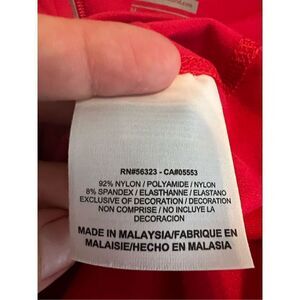 RN#56323 - CA#05553
92% NYLON / POLYAMIDE / NYLON
8% SPANDEX / ELASTHANNE / ELASTANO
EXCLUSIVE OF DECORATION / DECORATION
NON COMPRISE / NO INCLUYE LA
DECORACION
MADE IN MALAYSIA/FABRIQUE EN
MALAISIE/HECHO EN MALASIA